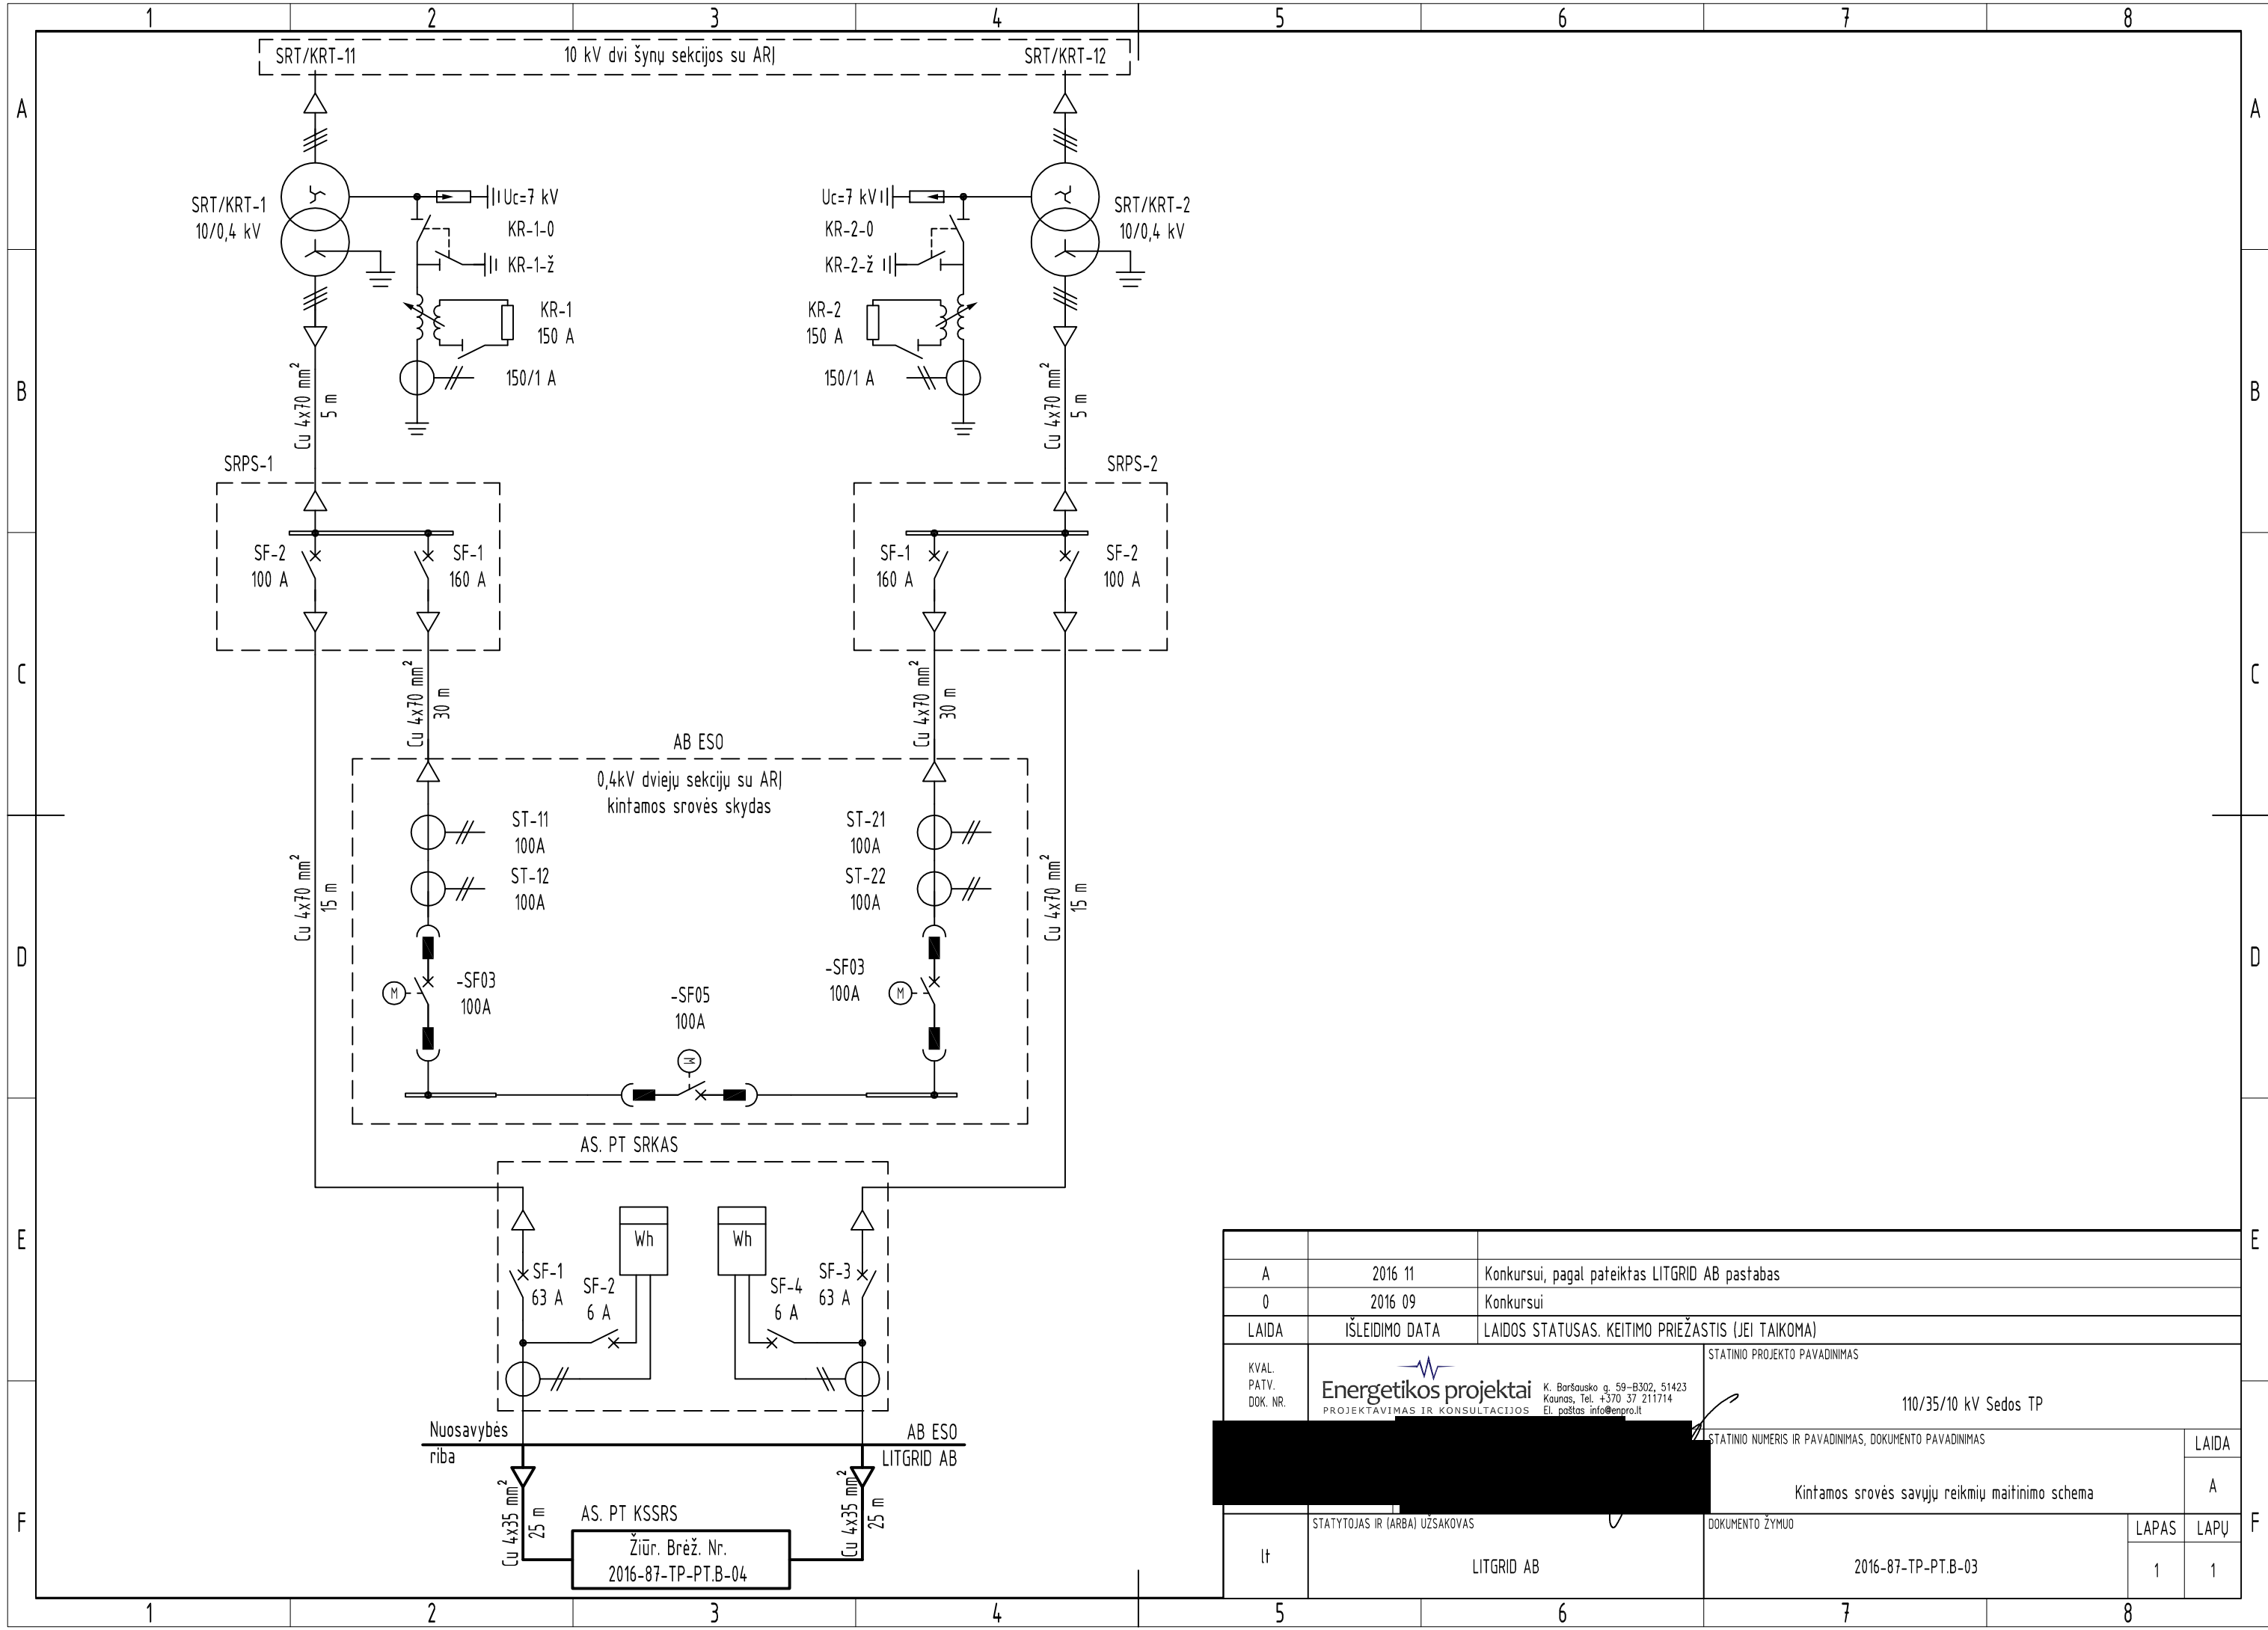 1 2 3 4 5 6 7 8
SRT/KRT-11
10 kV dvi šynų sekcijos su ARĮ
SRT/KRT-12
A
A
SRT/KRT-1
10/0,4 kV
Uc=7 kV
KR-1-0
KR-1-ž
KR-1
150 A
150/1 A
Uc=7 kV
KR-2-0
KR-2-ž
KR-2
150 A
150/1 A
SRT/KRT-2
10/0,4 kV
B
B
Cu 4x70 mm²
5 m
Cu 4x70 mm²
5 m
SRPS-1
SRPS-2
SF-2
100 A
SF-1
160 A
SF-1
160 A
SF-2
100 A
C
C
Cu 4x70 mm²
30 m
Cu 4x70 mm²
30 m
AB ESO
0,4kV dviejų sekcijų su ARĮ
kintamos srovės skydas
ST-11
100A
ST-12
100A
ST-21
100A
ST-22
100A
Cu 4x70 mm²
15 m
Cu 4x70 mm²
15 m
D
D
M
-SF03
100A
-SF05
100A
M
-SF03
100A
M
AS. PT SRKAS
E
E
Wh
Wh
SF-1
63 A
SF-2
6 A
SF-4
6 A
SF-3
63 A
Nuosavybės
riba
AB ESO
LITGRID AB
Cu 4x35 mm²
25 m
Cu 4x35 mm²
25 m
AS. PT KSSRS
Žiūr. Brėž. Nr.
2016-87-TP-PT.B-04
F
F
A 2016 11 Konkursui, pagal pateiktas LITGRID AB pastabas
0 2016 09 Konkursui
LAIDA IŠLEIDIMO DATA LAIDOS STATUSAS. KEITIMO PRIEŽASTIS (JEI TAIKOMA)
KVAL.
PATV.
DOK. NR.
Energetikos projektai
PROJEKTAVIMAS IR KONSULTACIJOS
K. Baršausko g. 59-B302, 51423
Kaunas, Tel. +370 37 211714
El. paštas info@enpro.lt
STATINIO PROJEKTO PAVADINIMAS
110/35/10 kV Sedos TP
STATINIO NUMERIS IR PAVADINIMAS, DOKUMENTO PAVADINIMAS
Kintamos srovės savųjų reikmių maitinimo schema
LAIDA
A
lt
STATYTOJAS IR (ARBA) UŽSAKOVAS
LITGRID AB
DOKUMENTO ŽYMUO
2016-87-TP-PT.B-03
LAPAS LAPŲ
1 1
1 2 3 4 5 6 7 8